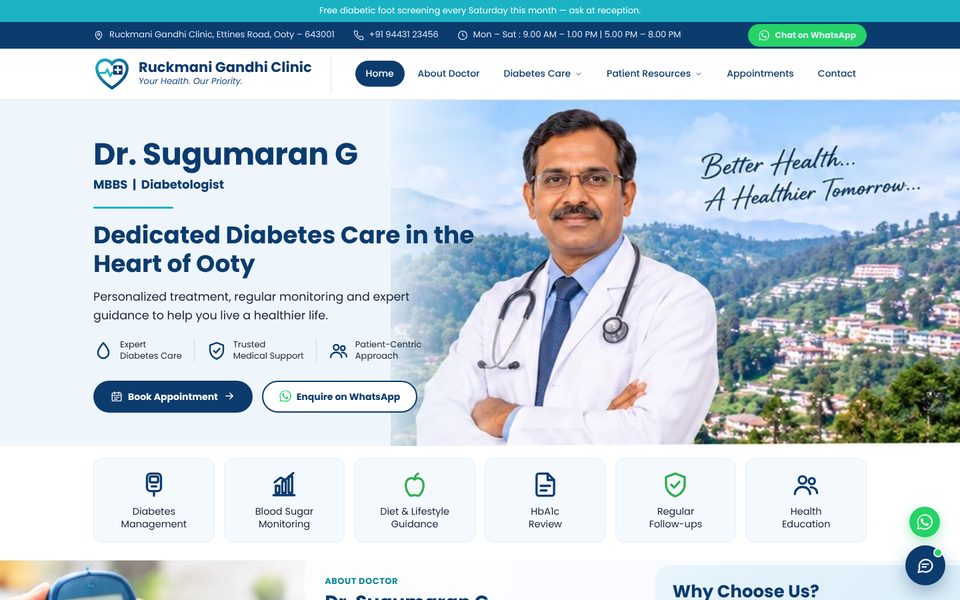 Free diabetic foot screening every Saturday this month — ask at reception.
Ruckmani Gandhi Clinic, Ettines Road, Ooty – 643001
+91 94431 23456
Mon – Sat : 9.00 AM – 1.00 PM | 5.00 PM – 8.00 PM
Chat on WhatsApp
Ruckmani Gandhi Clinic
Your Health. Our Priority.
Home
About Doctor
Diabetes Care
Patient Resources
Appointments
Contact
Dr. Sugumaran G
MBBS | Diabetologist
Dedicated Diabetes Care in the
Heart of Ooty
Personalized treatment, regular monitoring and expert
guidance to help you live a healthier life.
Expert
Diabetes Care
Trusted
Medical Support
Patient-Centric
Approach
Book Appointment
Enquire on WhatsApp
Better Health...
A Healthier Tomorrow...
Diabetes
Management
Blood Sugar
Monitoring
Diet & Lifestyle
Guidance
HbA1c
Review
Regular
Follow-ups
Health
Education
ABOUT DOCTOR
Dr. Sugumaran G
Why Choose Us?